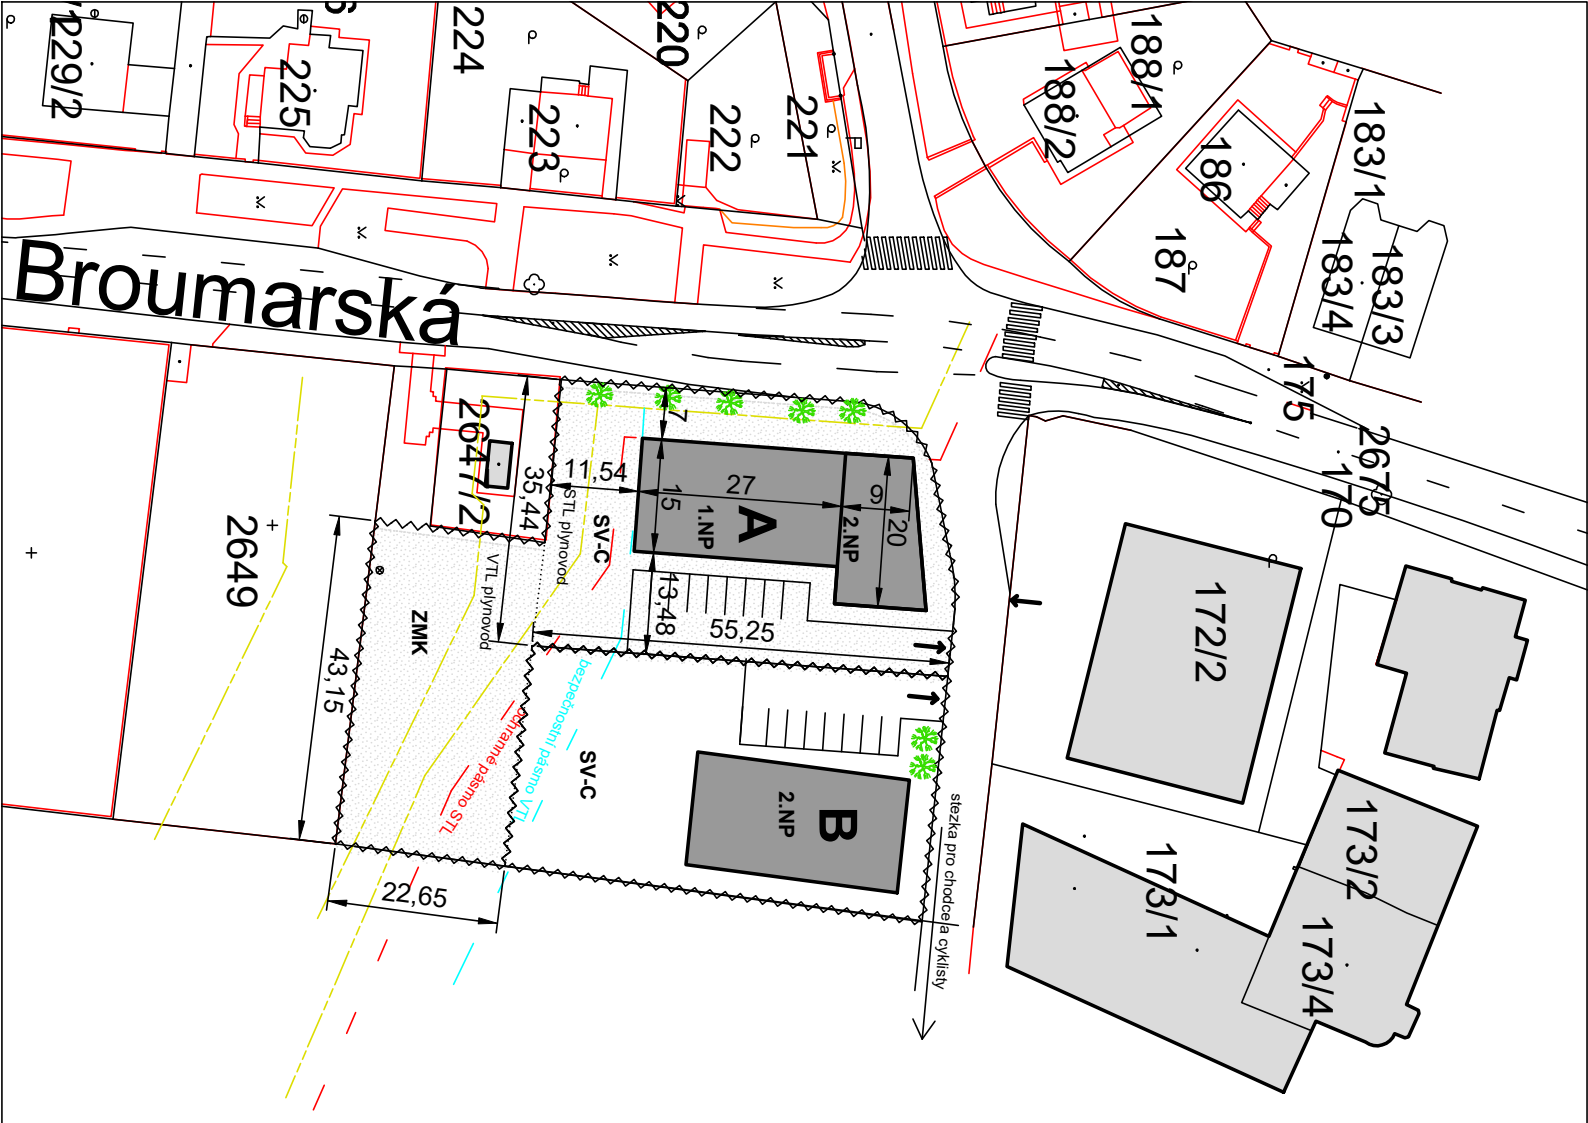 229/2
225
224
223
220
222
221
188/1
188/2
186
187
183/1
183/4
183/3
Broumarská
175
2675
170
2647/2
2649
7
11,54
35,44
15
27
9
20
A
1.NP
2.NP
SV-C
STL plynovod
VTL plynovod
13,48
55,25
ZMK
43,15
bezpečnostní pásmo VTL
ochranné pásmo STL
SV-C
B
2.NP
22,65
stezka pro chodce a cyklisty
172/2
173/2
173/1
173/4